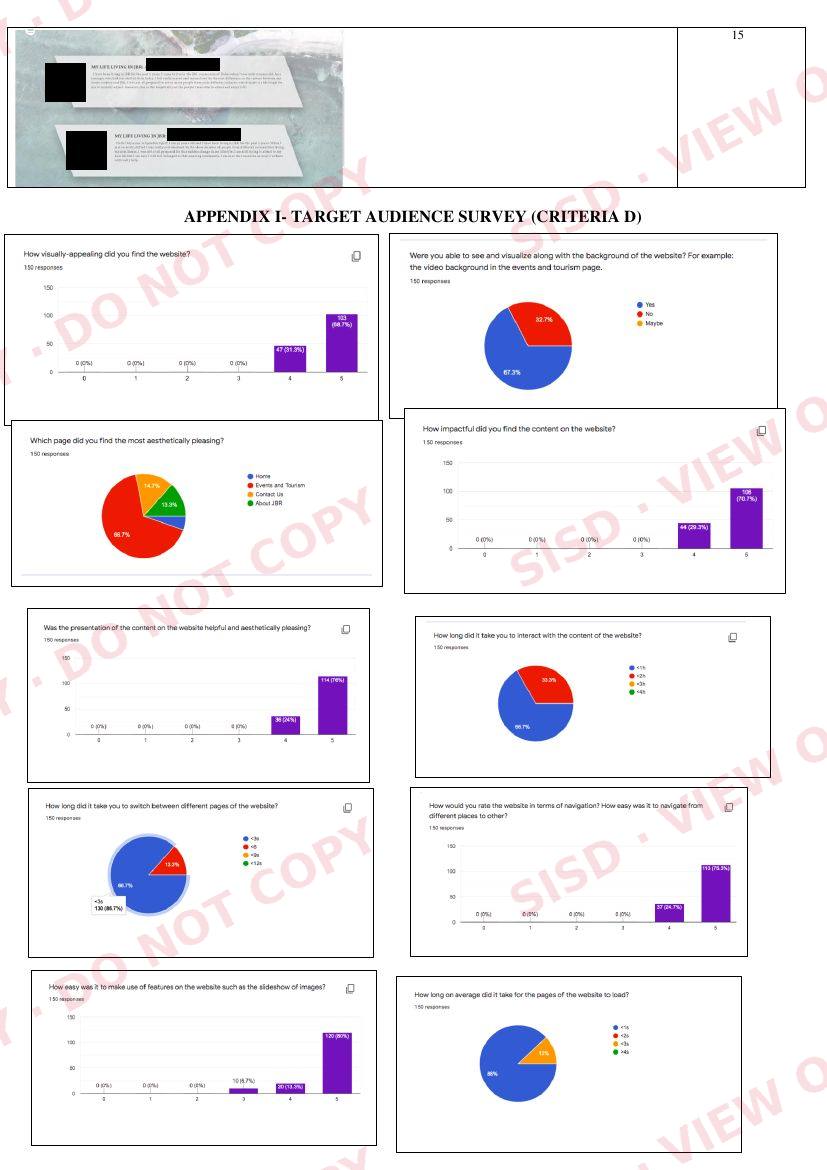 15
MY LIFE LIVING IN JBR:
MY LIFE LIVING IN JBR:
APPENDIX I- TARGET AUDIENCE SURVEY (CRITERIA D)
How visually-appealing did you find the website?
150 responses
150
100
50
0
0 (0%) 0 (0%) 0 (0%) 0 (0%) 47 (31.3%) 103
(68.7%)
0 1 2 3 4 5
Were you able to see and visualize along with the background of the website? For example:
the video background in the events and tourism page.
150 responses
Yes
No
Maybe
32.7%
67.3%
Which page did you find the most aesthetically pleasing?
150 responses
Home
Events and Tourism
Contact Us
About JBR
14.7%
13.3%
66.7%
How impactful did you find the content on the website?
150 responses
150
100
50
0
0 (0%) 0 (0%) 0 (0%) 0 (0%) 44 (29.3%) 106
(70.7%)
0 1 2 3 4 5
Was the presentation of the content on the website helpful and aesthetically pleasing?
150 responses
150
100
50
0
0 (0%) 0 (0%) 0 (0%) 0 (0%) 36 (24%) 114 (76%)
0 1 2 3 4 5
How long did it take you to interact with the content of the website?
150 responses
33.3%
66.7%
How long did it take you to switch between different pages of the website?
150 responses
<3s
<6
<9s
<12s
13.3%
86.7%
<3s
130 (86.7%)
How would you rate the website in terms of navigation? How easy was it to navigate from
different places to other?
150 responses
150
100
50
0
0 (0%) 0 (0%) 0 (0%) 0 (0%) 37 (24.7%) 113 (75.3%)
0 1 2 3 4 5
How easy was it to make use of features on the website such as the slideshow of images?
150 responses
150
100
50
0
0 (0%) 0 (0%) 0 (0%) 10 (6.7%) 20 (13.3%) 120 (80%)
0 1 2 3 4 5
How long on average did it take for the pages of the website to load?
150 responses
<1s
<2s
<3s
>4s
12%
88%
SISD · VIEW O
Y · DO NOT COPY
SISD · VIEW O
Y · DO NOT COPY
SISD · VIEW O
Y · DO NOT COPY
SISD · VIEW O